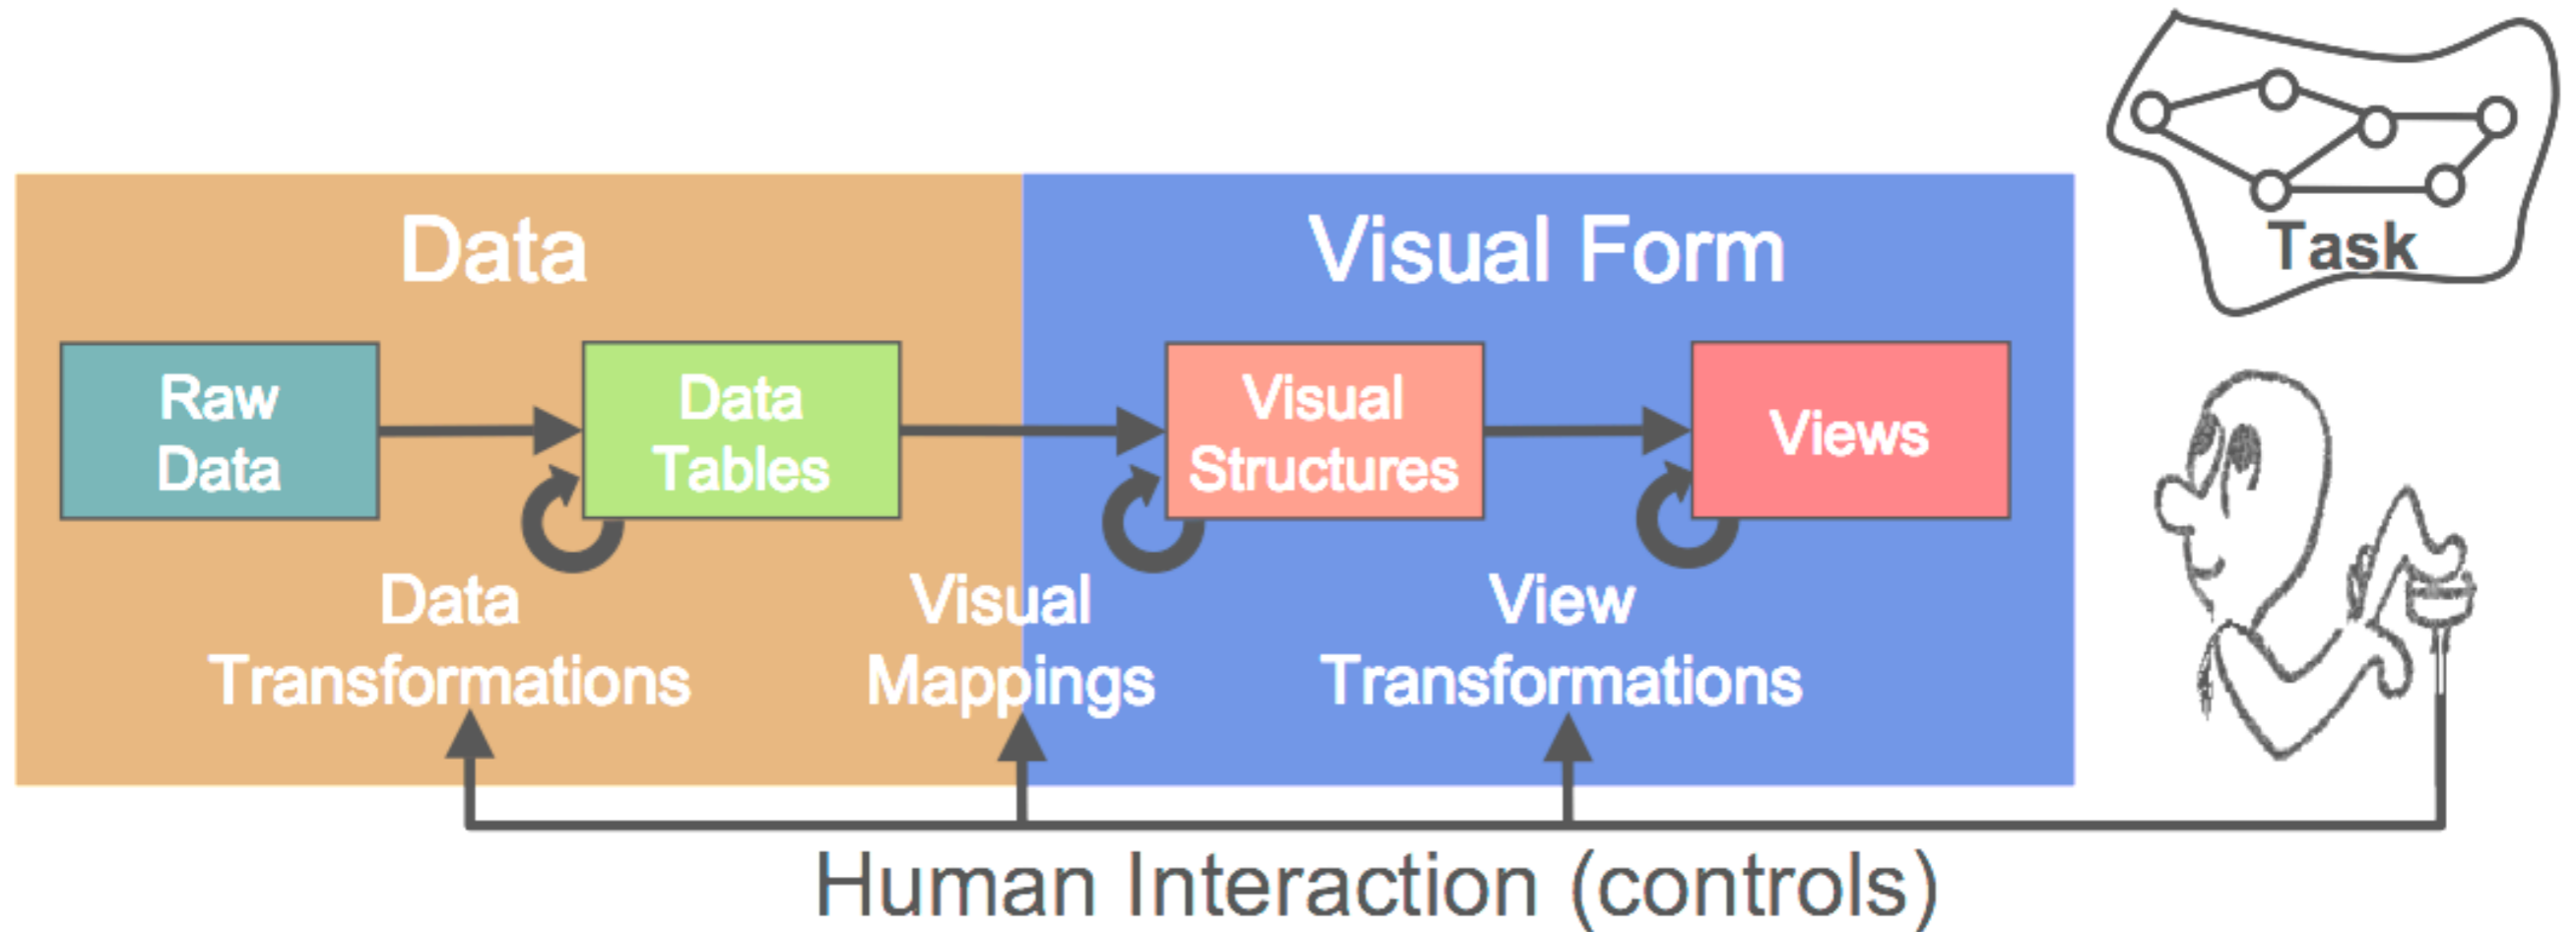 Task
Data
Visual Form
Raw
Data
Data
Tables
Visual
Structures
Views
Data
Transformations
Visual
Mappings
View
Transformations
Human Interaction (controls)